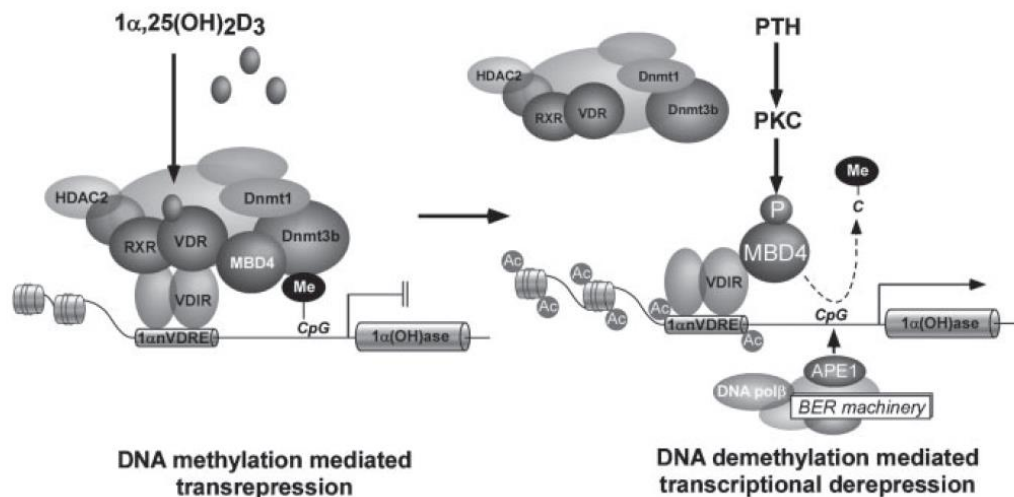 1α,25(OH)2D3
HDAC2
Dnmt1
RXR
VDR
Dnmt3b
MBD4
VDIR
Me
CpG
1αnVDRE
1α(OH)ase
DNA methylation mediated
transrepression
PTH
HDAC2
Dnmt1
RXR
VDR
Dnmt3b
PKC
Me
C
P
MBD4
Ac
Ac
VDIR
Ac
Ac
Ac
Ac
CpG
1αnVDRE
1α(OH)ase
APE1
DNA polβ
BER machinery
DNA demethylation mediated
transcriptional derepression